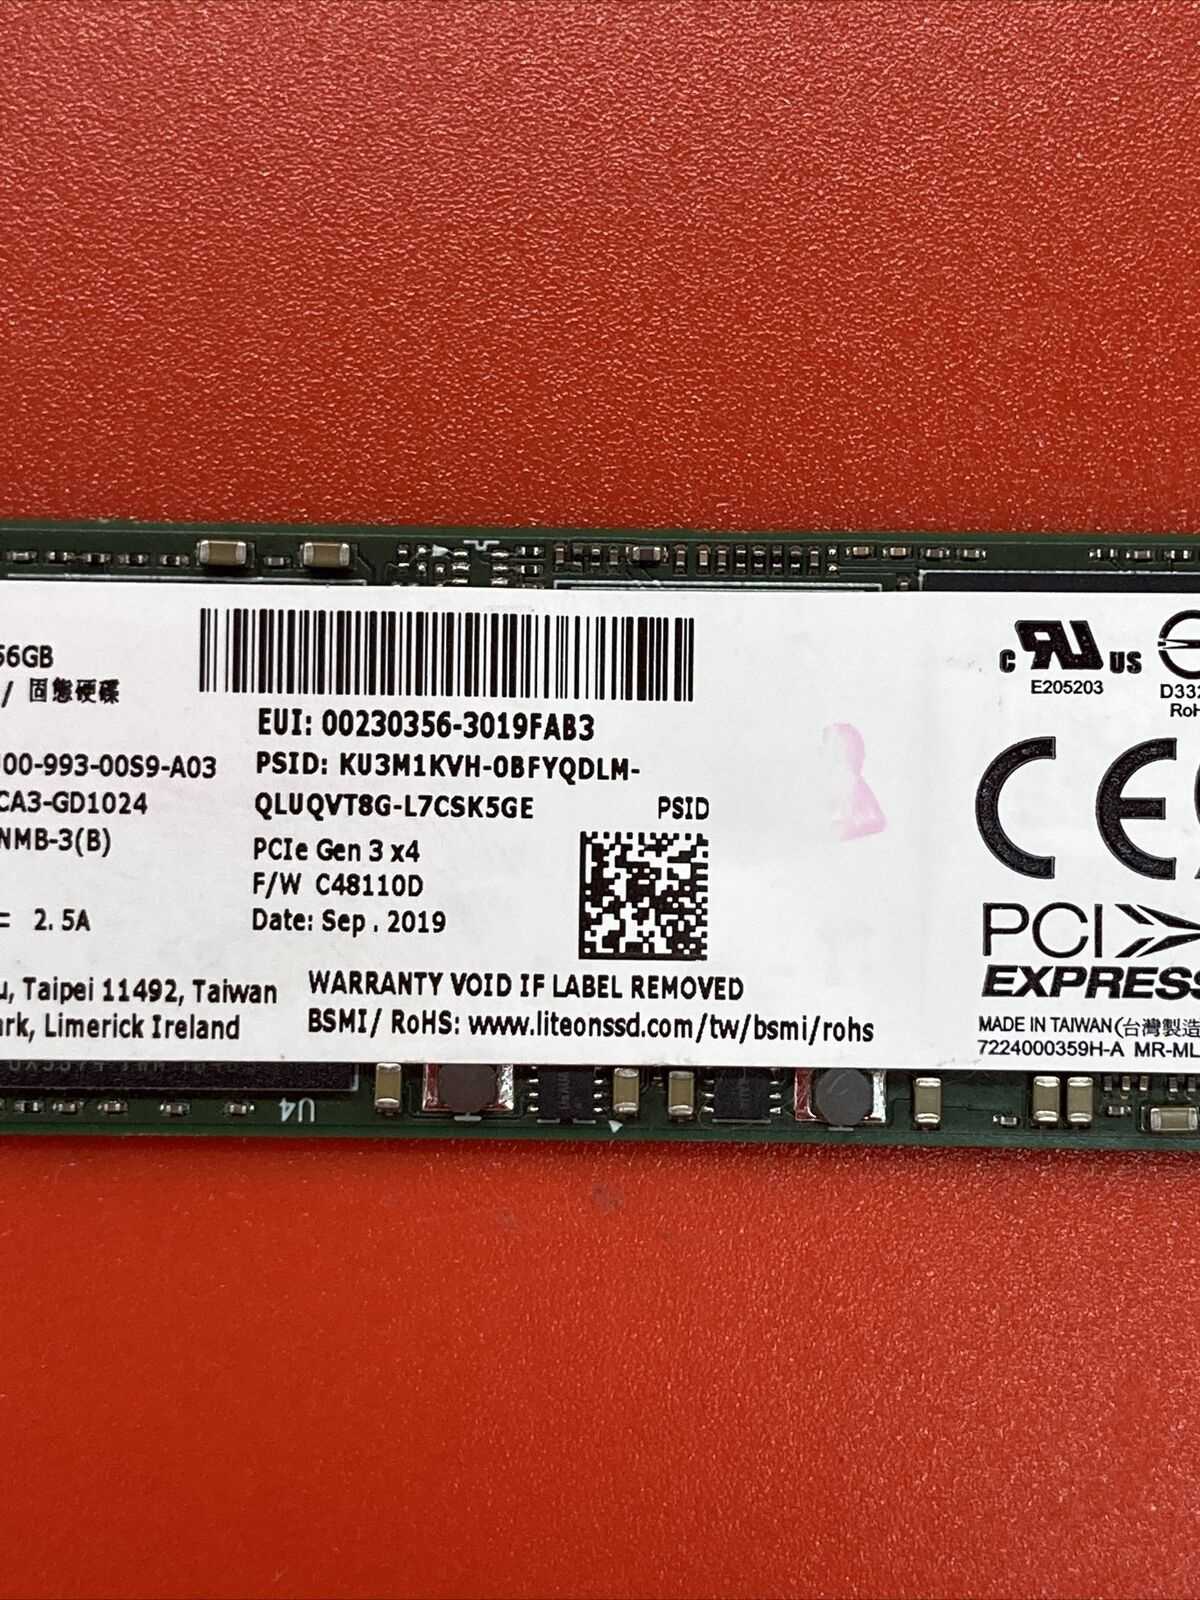 56GB
/ 固態硬碟
00-993-00S9-A03
CA3-GD1024
NMB-3(B)
= 2.5A
u, Taipei 11492, Taiwan
ark, Limerick Ireland
EUI: 00230356-3019FAB3
PSID: KU3M1KVH-0BFYQDLM-
QLUQVT8G-L7CSK5GE
PSID
PCIe Gen 3 x4
F/W C48110D
Date: Sep . 2019
WARRANTY VOID IF LABEL REMOVED
BSMI/ RoHS: www.liteonssd.com/tw/bsmi/rohs
c RU US
E205203
D332
RoH
CE
PCI
EXPRESS
MADE IN TAIWAN(台灣製造
7224000359H-A MR-ML
U4